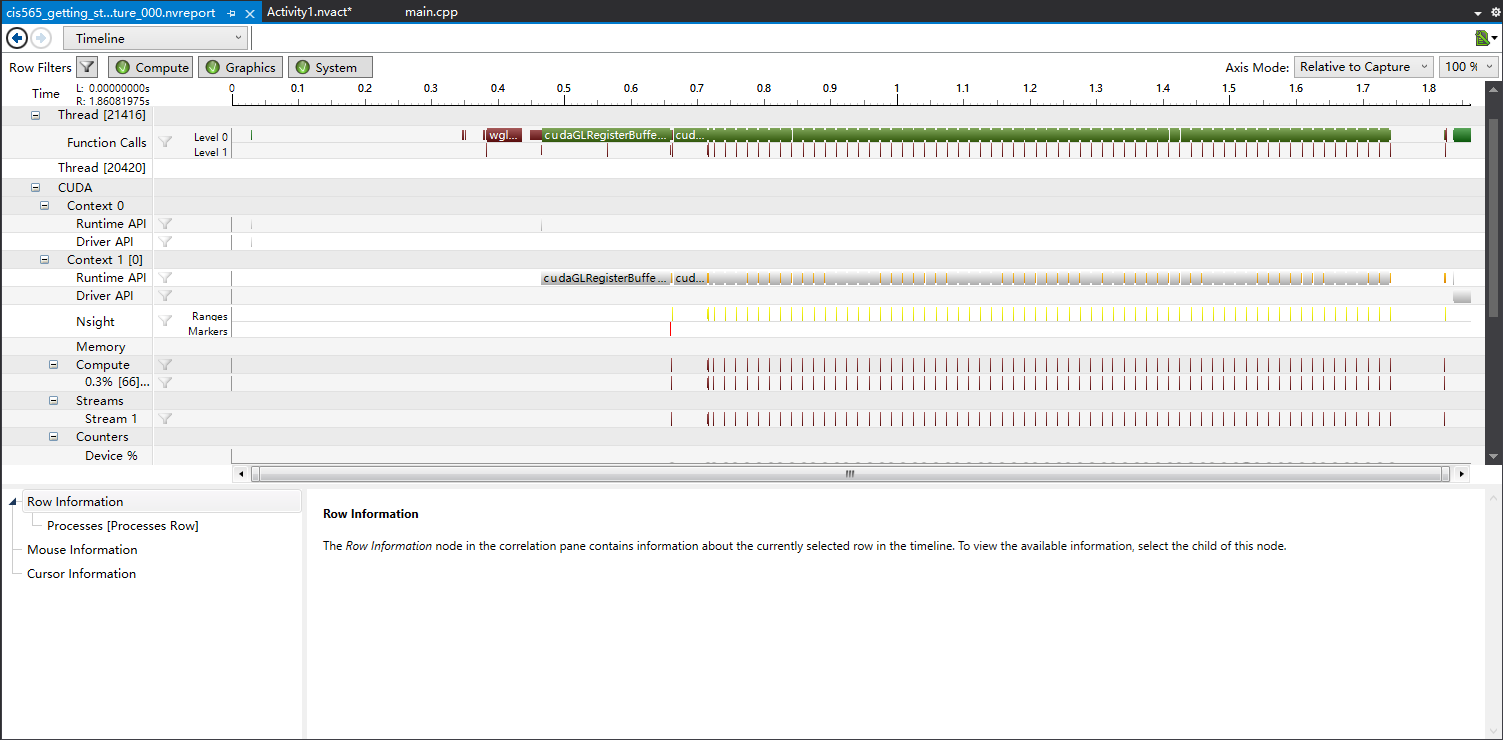 cis565_getting_st...ture_000.nvreport Activity1.nvact* main.cpp
Timeline
Row Filters Compute Graphics System Axis Mode: Relative to Capture 100 %
Time L: 0.00000000s
R: 1.86081975s
0 0.1 0.2 0.3 0.4 0.5 0.6 0.7 0.8 0.9 1 1.1 1.2 1.3 1.4 1.5 1.6 1.7 1.8
Thread [21416]
Function Calls Level 0 wgl... cudaGLRegisterBuffe... cud...
Level 1
Thread [20420]
CUDA
Context 0
Runtime API
Driver API
Context 1 [0]
Runtime API cudaGLRegisterBuffe... cud...
Driver API
Nsight Ranges
Markers
Memory
Compute
0.3% [66]...
Streams
Stream 1
Counters
Device %
Row Information
Processes [Processes Row]
Mouse Information
Cursor Information
Row Information
The Row Information node in the correlation pane contains information about the currently selected row in the timeline. To view the available information, select the child of this node.